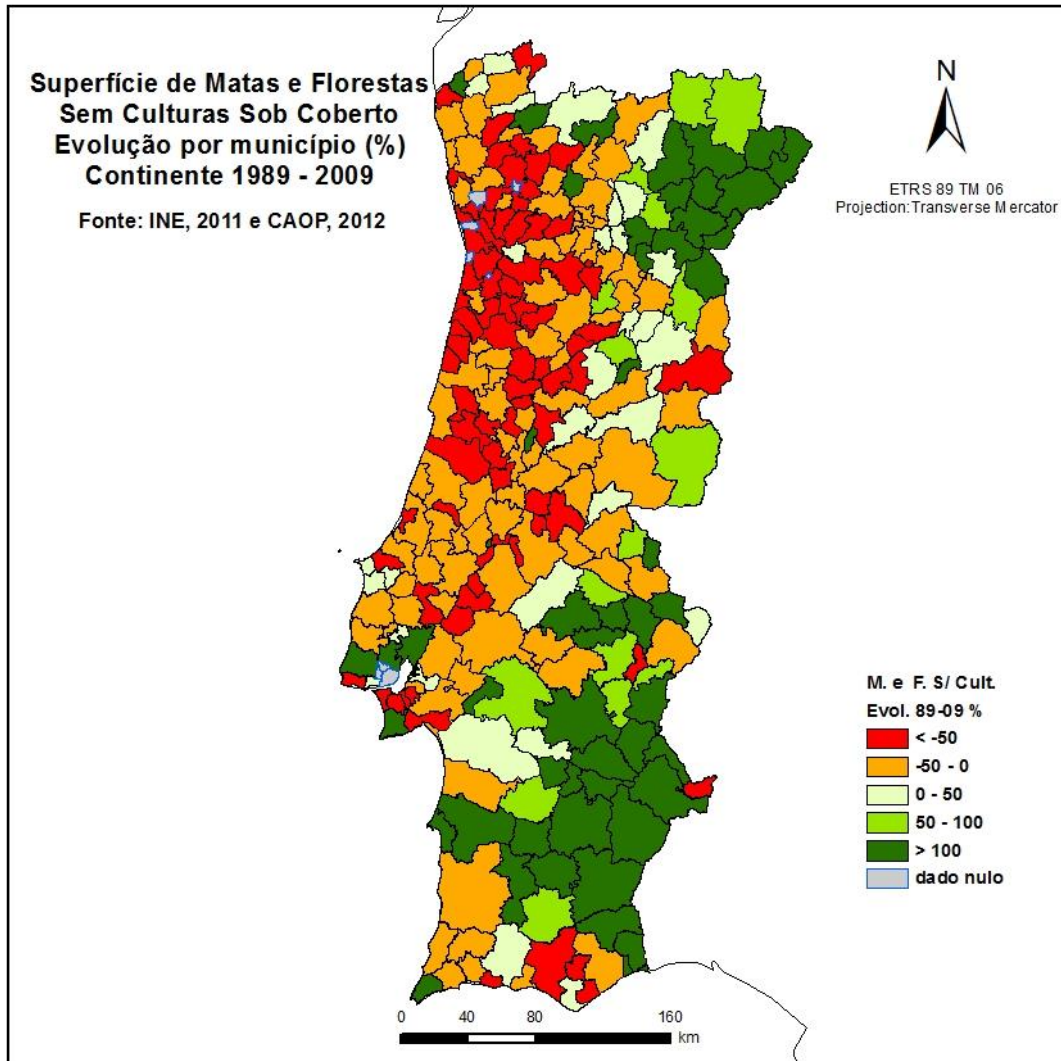 Superfície de Matas e Florestas
Sem Culturas Sob Coberto
Evolução por município (%)
Continente 1989 - 2009
Fonte: INE, 2011 e CAOP, 2012
N
ETRS 89 TM 06
Projection:Transverse Mercator
M. e F. S/ Cult.
Evol. 89-09 %
< -50
-50 - 0
0 - 50
50 - 100
> 100
dado nulo
0 40 80 160
km